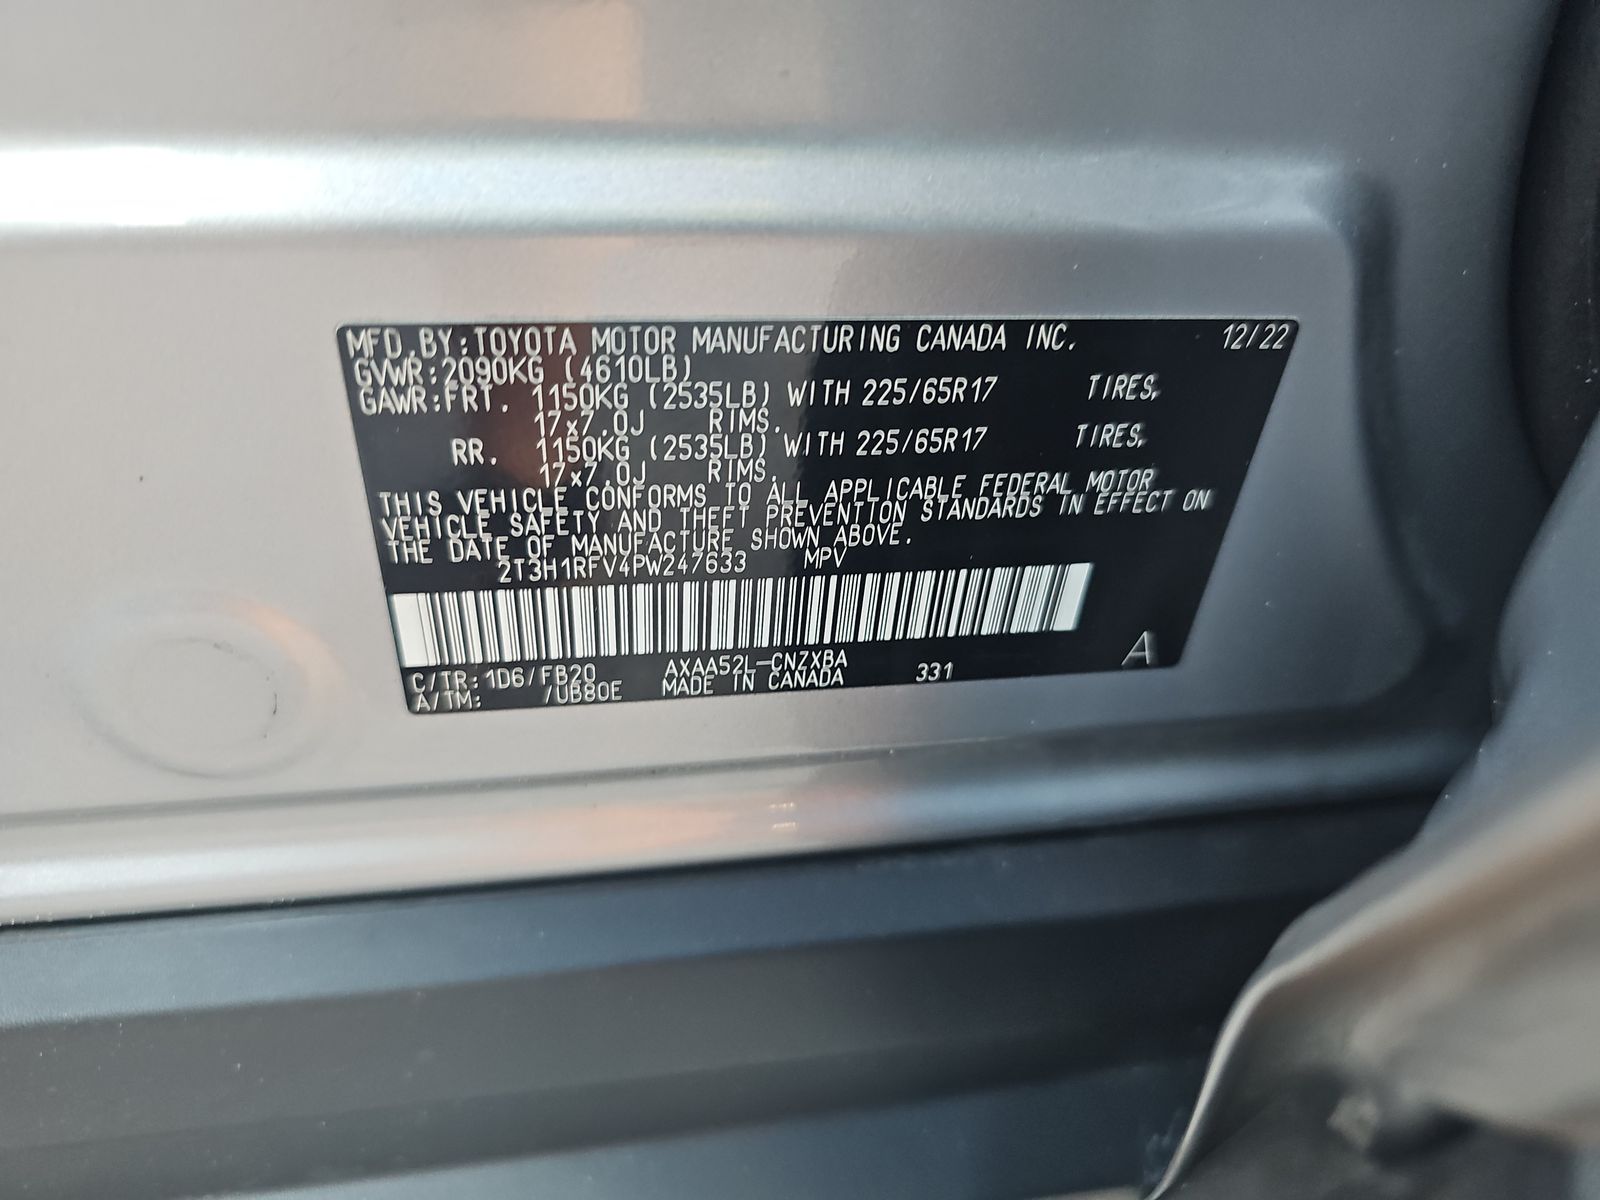 MFD.BY:TOYOTA MOTOR MANUFACTURING CANADA INC. 12/22
GVWR:2090KG (4610LB)
GAWR:FRT. 1150KG (2535LB) WITH 225/65R17 TIRES,
17x7.0J RIMS.
RR. 1150KG (2535LB) WITH 225/65R17 TIRES,
17x7.0J RIMS.
THIS VEHICLE CONFORMS TO ALL APPLICABLE FEDERAL MOTOR
VEHICLE SAFETY AND THEFT PREVENTION STANDARDS IN EFFECT ON
THE DATE OF MANUFACTURE SHOWN ABOVE.
2T3H1RFV4PW247633 MPV
C/TR:1D6/FB20 AXAA52L-CNZXBA 331 A
A/TM: /UB80E MADE IN CANADA